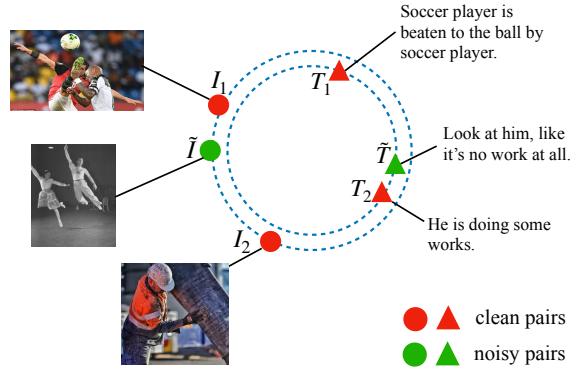 Soccer player is
beaten to the ball by
soccer player.
I₁
T₁
Ĩ
T̃
Look at him, like
it's no work at all.
T₂
He is doing some
works.
I₂
clean pairs
noisy pairs